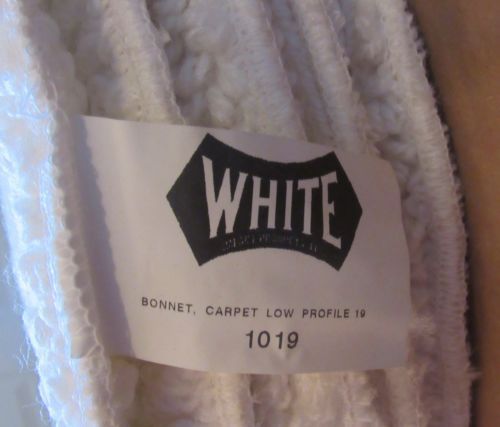 WHITE
BONNET, CARPET LOW PROFILE 19
1019